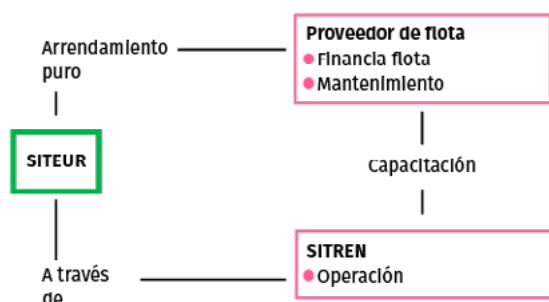 Arrendamiento
puro
Proveedor de flota
Financia flota
Mantenimiento
SITEUR
Capacitación
A través
de
SITREN
Operación